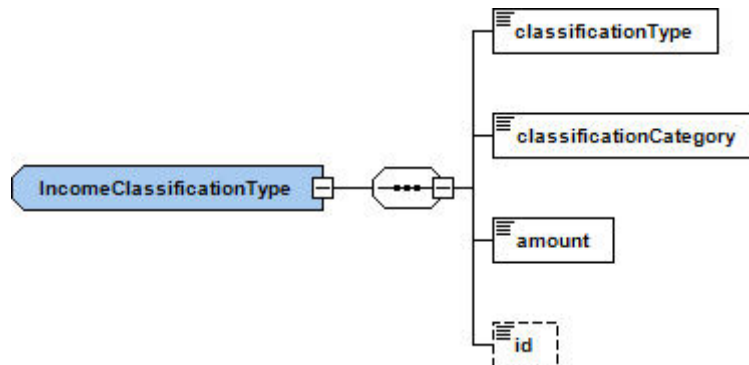 classificationType
classificationCategory
IncomeClassificationType
amount
id